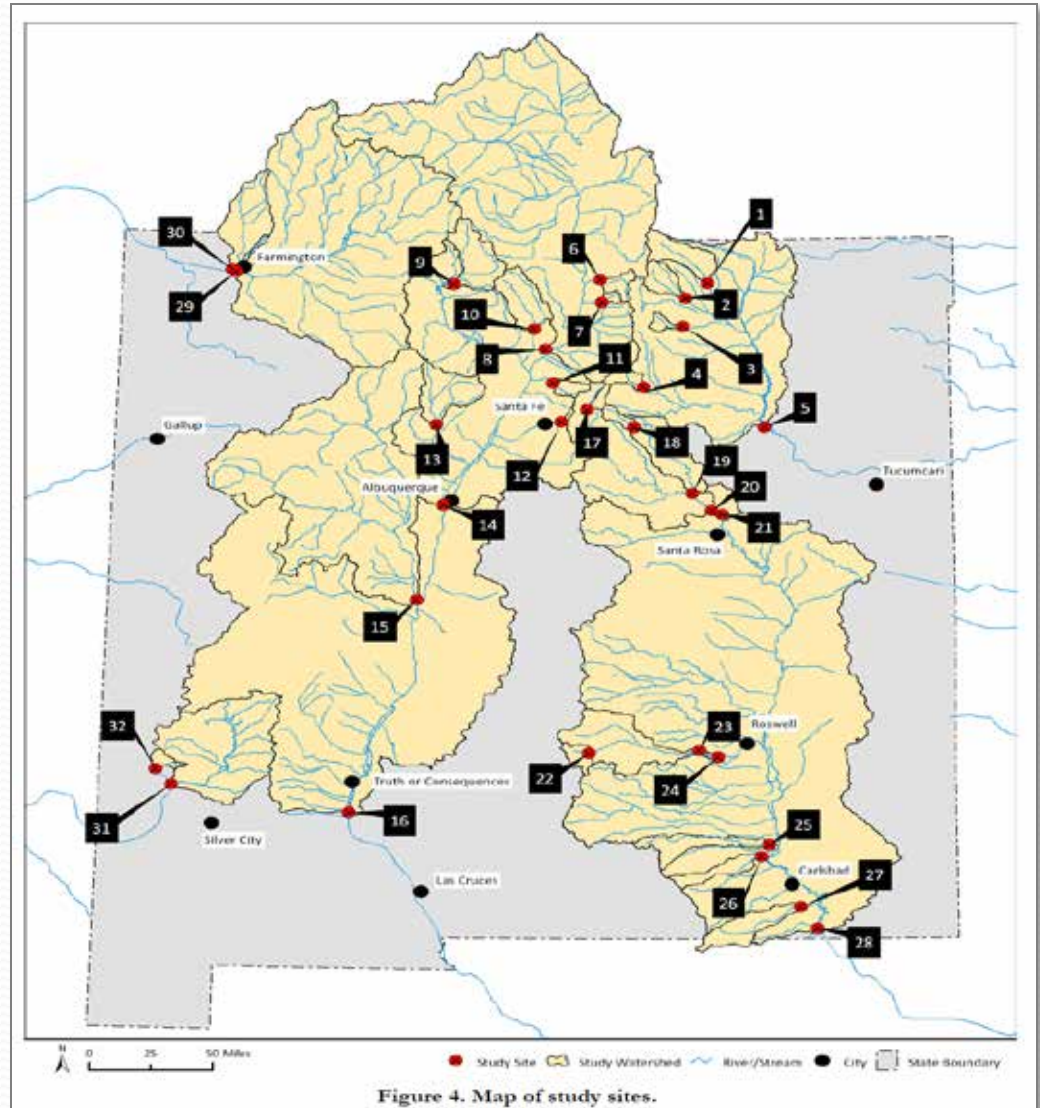 1
30
6
Farmington
9
2
29
10
7
11
8
4
3
5
Santa Fe
Gallup
17
18
13
12
19
Tucumcari
Albuquerque
20
14
21
Santa Rosa
15
23
Roswell
32
22
24
Truth or Consequences
31
16
25
Silver City
Carlsbad
27
Las Cruces
26
28
N
0 25 50 Miles
Study Site Study Watershed River/Stream City State Boundary
Figure 4. Map of study sites.